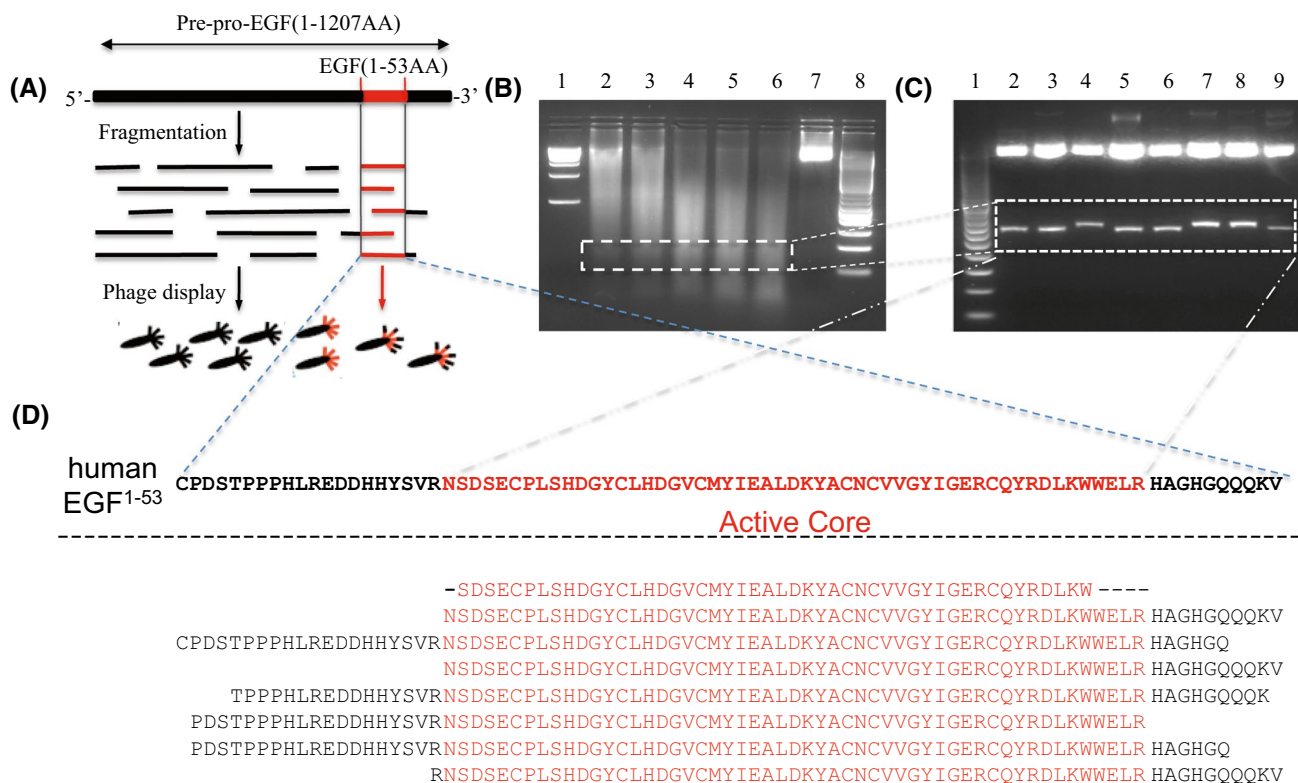 Pre-pro-EGF(1-1207AA)
EGF(1-53AA)
(A)
5'-
-3'
Fragmentation
Phage display
(B)
1 2 3 4 5 6 7 8
(C)
1 2 3 4 5 6 7 8 9
(D)
human
EGF1-53
CPDSTPPPHLREDDHHYSVRNSDSECPLSHDGYCLHDGVCMYIEALDKYACNCVVGYIGERCQYRDLKWWELRHAGHGQQQKV
Active Core
-SDSECPLSHDGYCLHDGVCMYIEALDKYACNCVVGYIGERCQYRDLKW----
NSDSECPLSHDGYCLHDGVCMYIEALDKYACNCVVGYIGERCQYRDLKWWELRHAGHGQQQKV
CPDSTPPPHLREDDHHYSVRNSDSECPLSHDGYCLHDGVCMYIEALDKYACNCVVGYIGERCQYRDLKWWELRHAGHGQ
NSDSECPLSHDGYCLHDGVCMYIEALDKYACNCVVGYIGERCQYRDLKWWELRHAGHGQQQKV
TPPPHLREDDHHYSVRNSDSECPLSHDGYCLHDGVCMYIEALDKYACNCVVGYIGERCQYRDLKWWELRHAGHGQQQK
PDSTPPPHLREDDHHYSVRNSDSECPLSHDGYCLHDGVCMYIEALDKYACNCVVGYIGERCQYRDLKWWELR
PDSTPPPHLREDDHHYSVRNSDSECPLSHDGYCLHDGVCMYIEALDKYACNCVVGYIGERCQYRDLKWWELRHAGHGQ
RNSDSECPLSHDGYCLHDGVCMYIEALDKYACNCVVGYIGERCQYRDLKWWELRHAGHGQQQKV